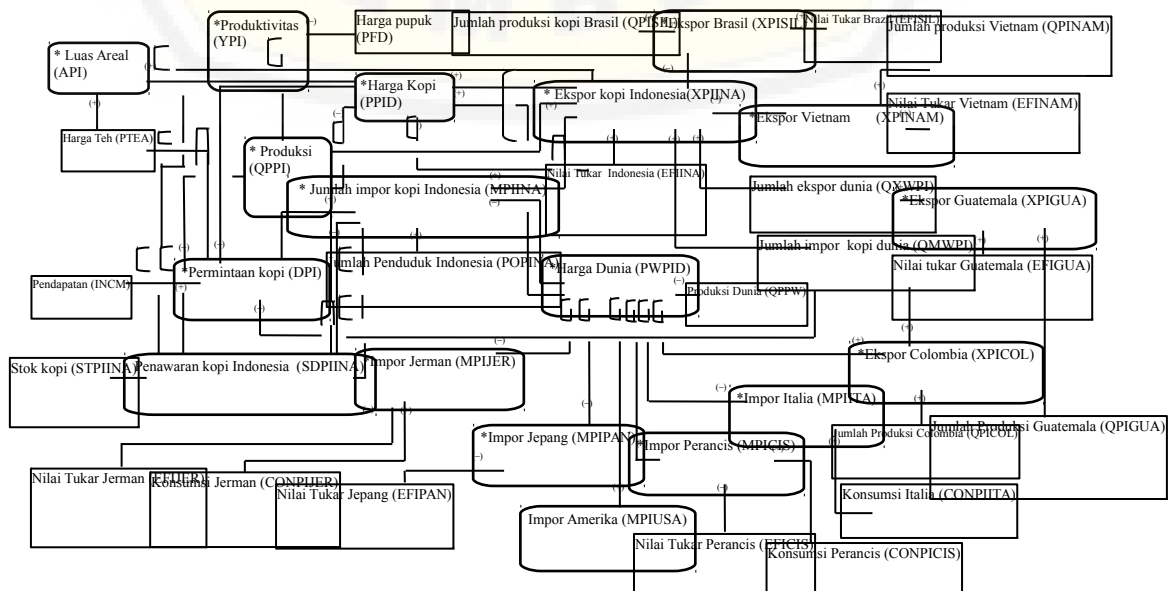 *Produktivitas
(YPI)
Harga pupuk
(PFD)
Jumlah produksi kopi Brasil (QPISIL)
*Ekspor Brasil (XPISIL)
Nilai Tukar Brazil (EFISIL)
Jumlah produksi Vietnam (QPINAM)
* Luas Areal
(API)
*Harga Kopi
(PPID)
* Ekspor kopi Indonesia(XPIINA)
Nilai Tukar Vietnam (EFINAM)
*Ekspor Vietnam (XPINAM)
Harga Teh (PTEA)
* Produksi
(QPPI)
Nilai Tukar Indonesia (EFIINA)
* Jumlah impor kopi Indonesia (MPIINA)
Jumlah ekspor dunia (QXWPI)
*Ekspor Guatemala (XPIGUA)
Jumlah impor kopi dunia (QMWPI)
Jumlah Penduduk Indonesia (POPINA)
*Permintaan kopi (DPI)
*Harga Dunia (PWPID)
Nilai tukar Guatemala (EFIGUA)
Pendapatan (INCM)
Produksi Dunia (QPPW)
Stok kopi (STPIINA)
Penawaran kopi Indonesia (SDPIINA)
*Impor Jerman (MPIJER)
*Ekspor Colombia (XPICOL)
*Impor Italia (MPIITA)
*Impor Jepang (MPIPAN)
*Impor Perancis (MPICIS)
Jumlah Produksi Colombia (QPICOL)
Jumlah Produksi Guatemala (QPIGUA)
Nilai Tukar Jerman (EFIJER)
Konsumsi Jerman (CONPIJER)
Nilai Tukar Jepang (EFIPAN)
Konsumsi Italia (CONPIITA)
Impor Amerika (MPIUSA)
Nilai Tukar Perancis (EFICIS)
Konsumsi Perancis (CONPICIS)